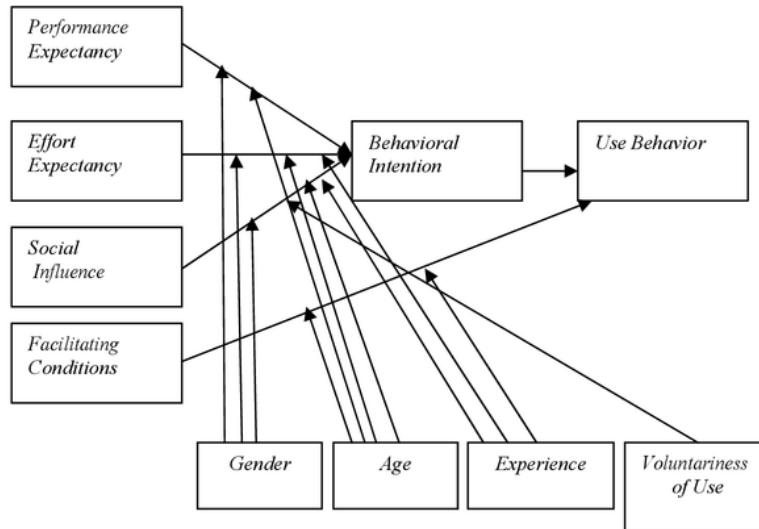 Performance
Expectancy
Effort
Expectancy
Behavioral
Intention
Use Behavior
Social
Influence
Facilitating
Conditions
Gender
Age
Experience
Voluntariness
of Use